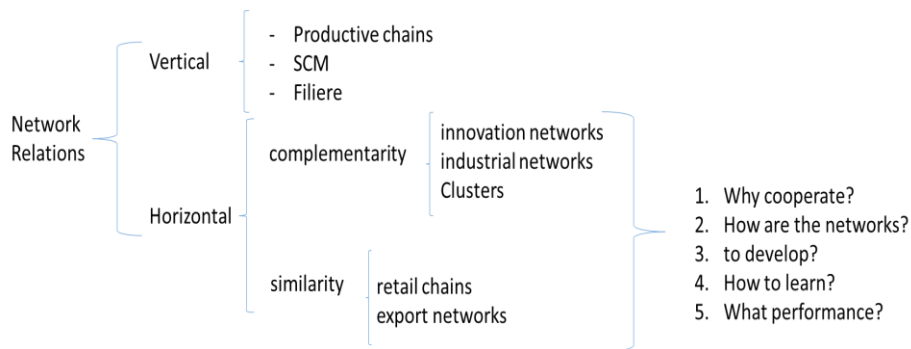 Network
Relations
Vertical
- Productive chains
- SCM
- Filiere
Horizontal
complementarity
innovation networks
industrial networks
Clusters
similarity
retail chains
export networks
1. Why cooperate?
2. How are the networks?
3. to develop?
4. How to learn?
5. What performance?